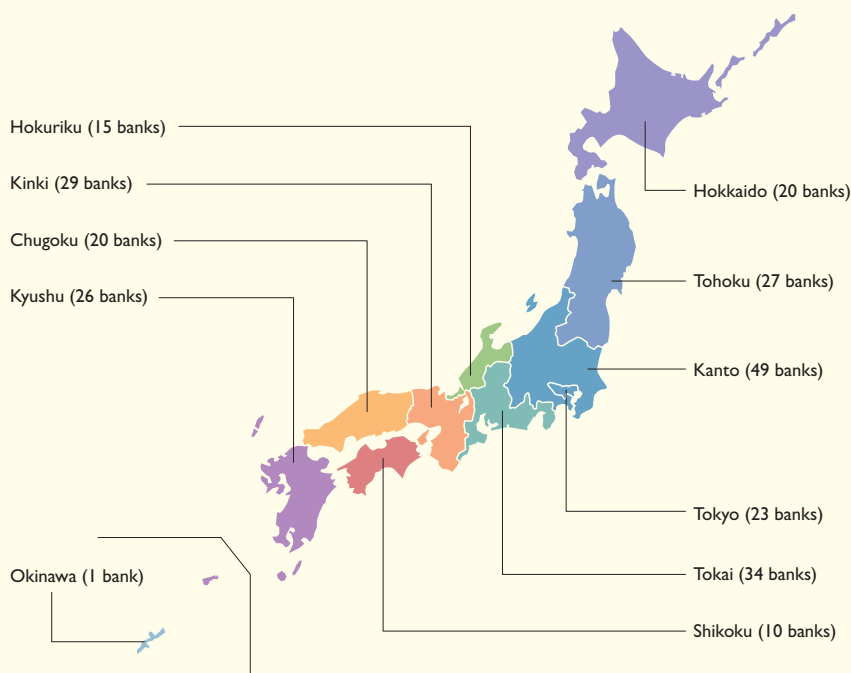 Hokuriku (15 banks)
Kinki (29 banks)
Chugoku (20 banks)
Kyushu (26 banks)
Okinawa (1 bank)
Hokkaido (20 banks)
Tohoku (27 banks)
Kanto (49 banks)
Tokyo (23 banks)
Tokai (34 banks)
Shikoku (10 banks)